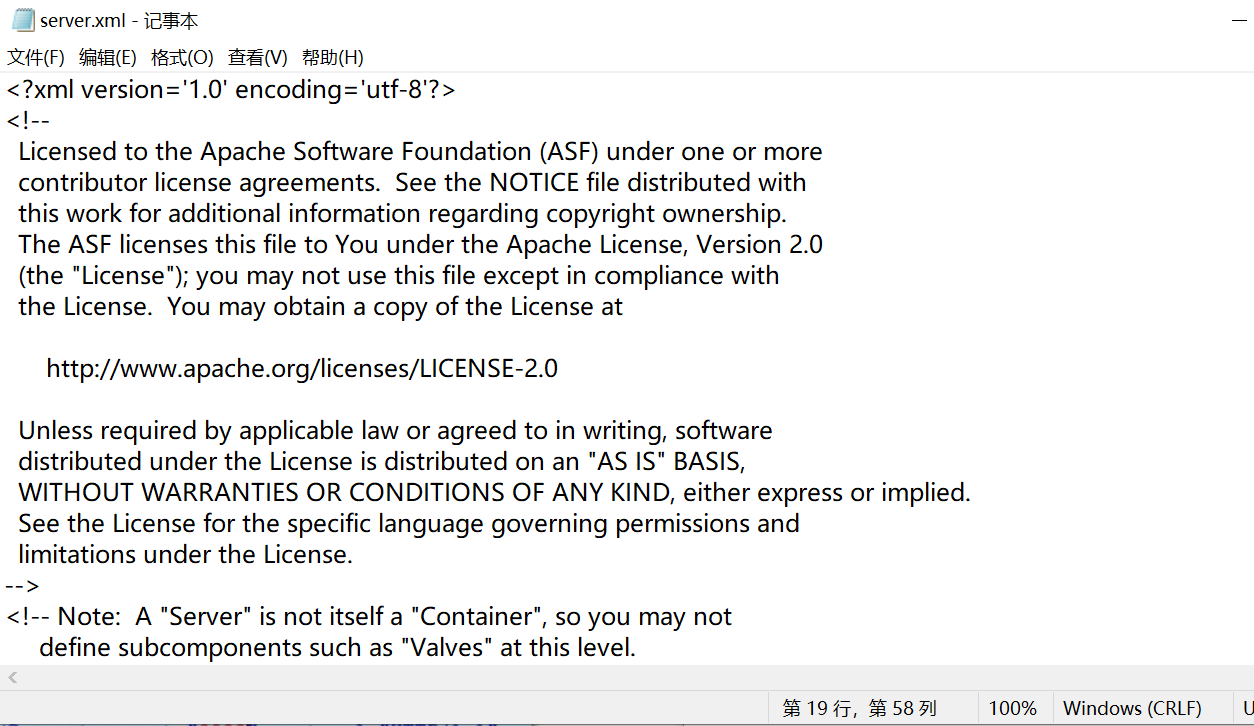 server.xml - 记事本
文件(F) 编辑(E) 格式(O) 查看(V) 帮助(H)
<?xml version='1.0' encoding='utf-8'?>
<!--
  Licensed to the Apache Software Foundation (ASF) under one or more
  contributor license agreements.  See the NOTICE file distributed with
  this work for additional information regarding copyright ownership.
  The ASF licenses this file to You under the Apache License, Version 2.0
  (the "License"); you may not use this file except in compliance with
  the License.  You may obtain a copy of the License at

      http://www.apache.org/licenses/LICENSE-2.0

  Unless required by applicable law or agreed to in writing, software
  distributed under the License is distributed on an "AS IS" BASIS,
  WITHOUT WARRANTIES OR CONDITIONS OF ANY KIND, either express or implied.
  See the License for the specific language governing permissions and
  limitations under the License.
-->
<!-- Note:  A "Server" is not itself a "Container", so you may not
     define subcomponents such as "Valves" at this level.
第 19 行，第 58 列 100% Windows (CRLF)